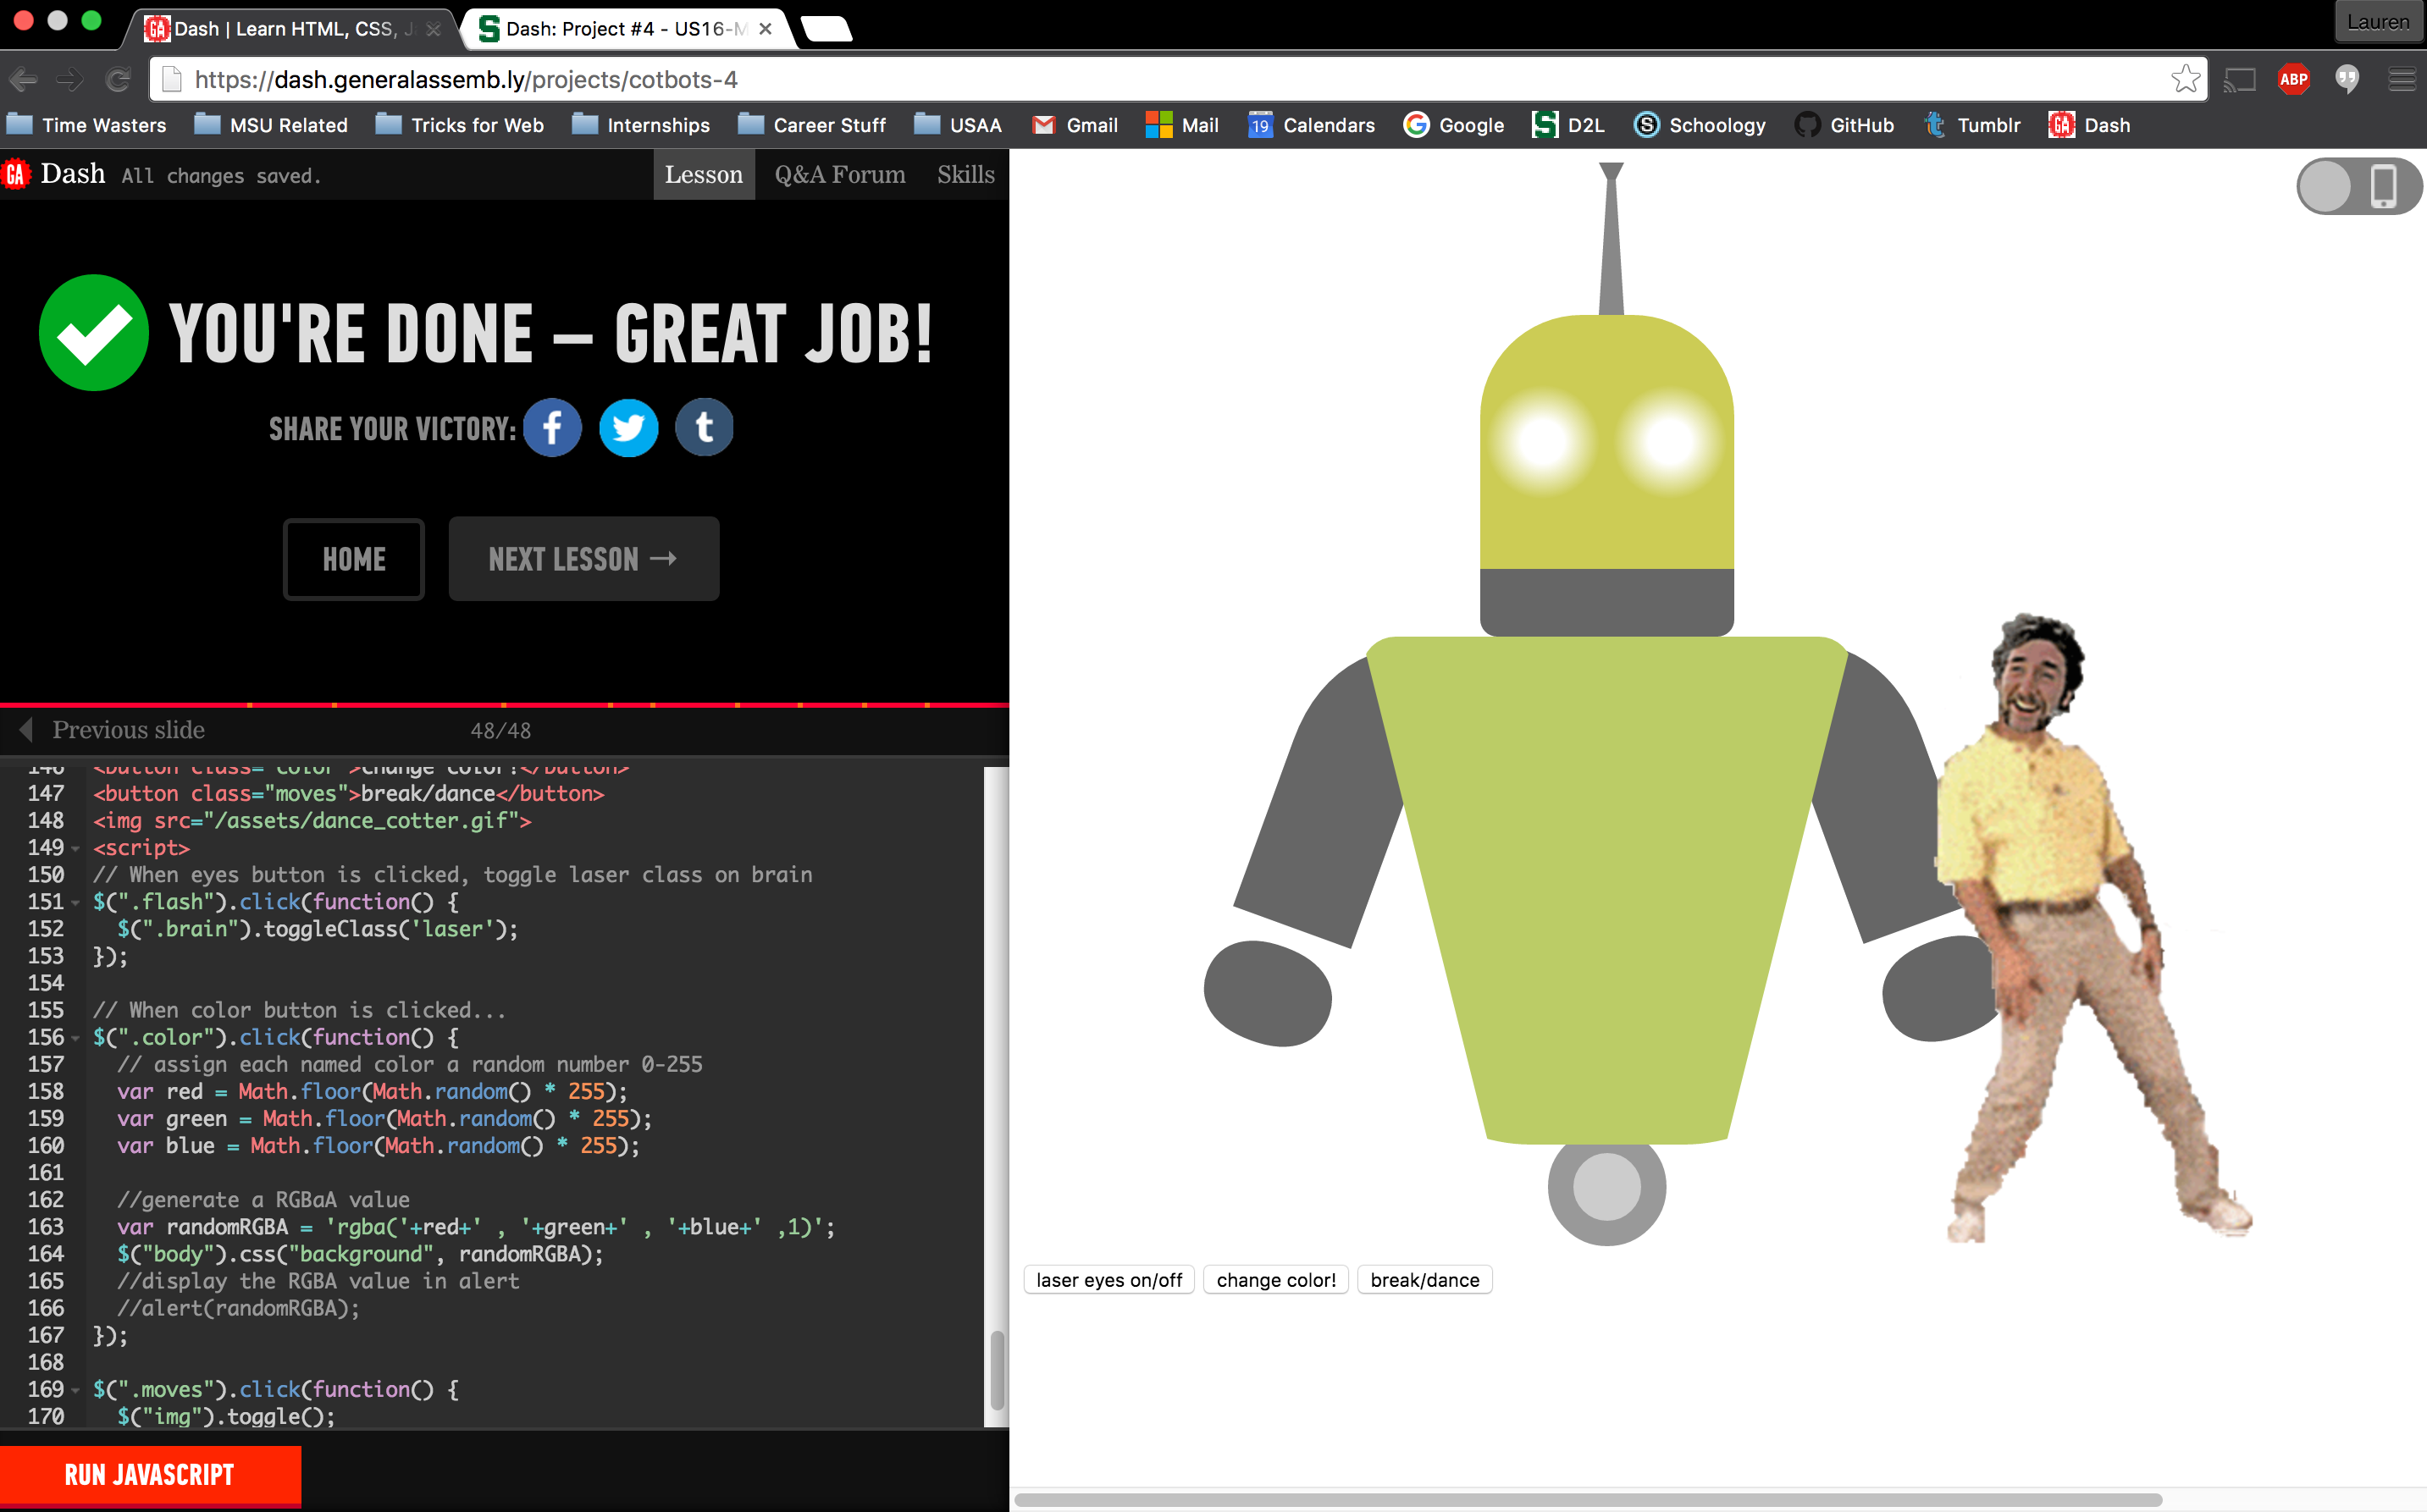 Dash | Learn HTML, CSS, J
Dash: Project #4 - US16-M
Lauren
https://dash.generalassemb.ly/projects/cotbots-4
ABP
Time Wasters MSU Related Tricks for Web Internships Career Stuff USAA Gmail Mail 19 Calendars Google D2L Schoology GitHub Tumblr GA Dash
GA Dash All changes saved. Lesson Q&A Forum Skills
YOU'RE DONE – GREAT JOB!
SHARE YOUR VICTORY: f t
HOME NEXT LESSON →
Previous slide 48/48
146 <button class="color">change color!</button>
147 <button class="moves">break/dance</button>
148 <img src="/assets/dance_cotter.gif">
149 <script>
150 // When eyes button is clicked, toggle laser class on brain
151 $(".flash").click(function() {
152 $(".brain").toggleClass('laser');
153 });
154
155 // When color button is clicked...
156 $(".color").click(function() {
157 // assign each named color a random number 0-255
158 var red = Math.floor(Math.random() * 255);
159 var green = Math.floor(Math.random() * 255);
160 var blue = Math.floor(Math.random() * 255);
161
162 //generate a RGBaA value
163 var randomRGBA = 'rgba('+red+' , '+green+' , '+blue+' ,1)';
164 $("body").css("background", randomRGBA);
165 //display the RGBA value in alert
166 //alert(randomRGBA);
167 });
168
169 $(".moves").click(function() {
170 $("img").toggle();
RUN JAVASCRIPT
laser eyes on/off change color! break/dance